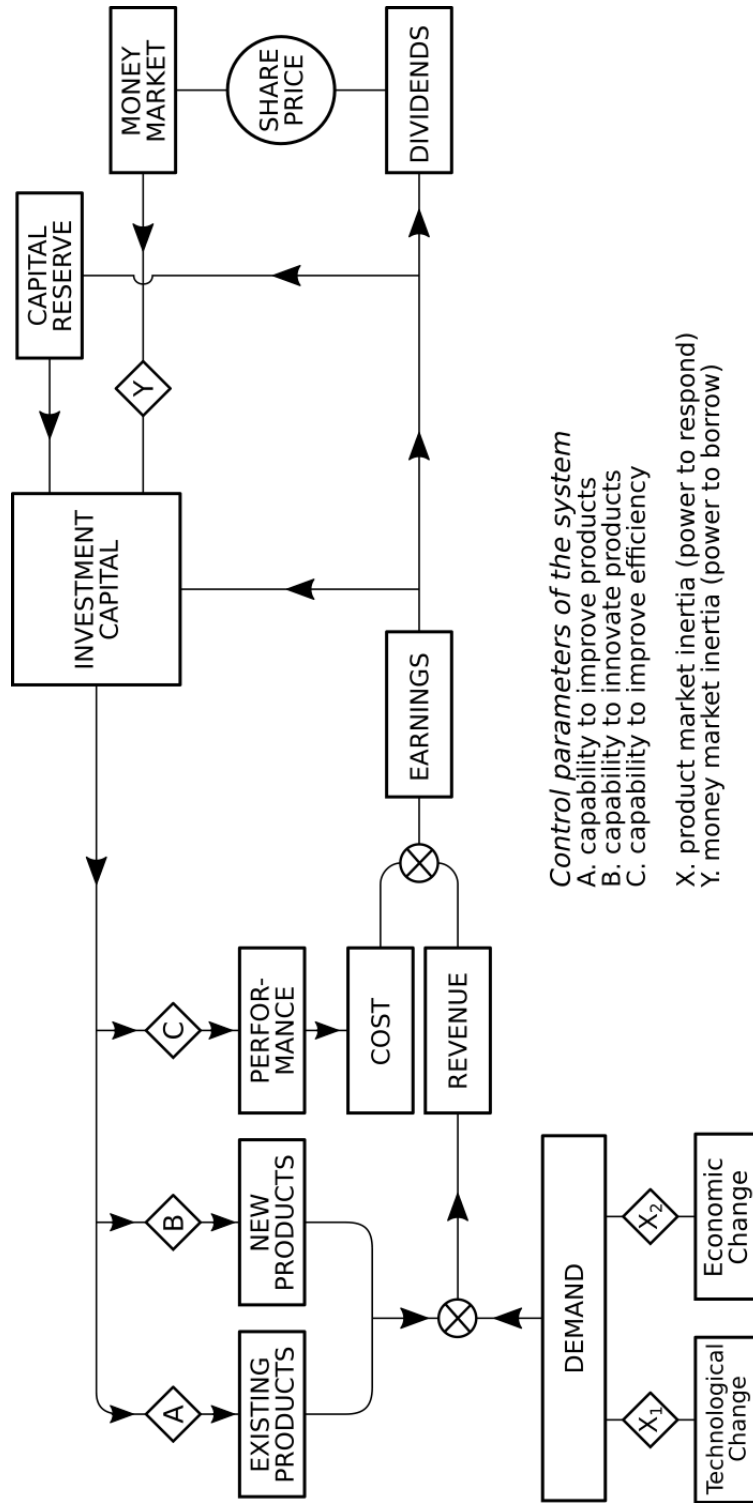 INVESTMENT
CAPITAL
CAPITAL
RESERVE
MONEY
MARKET
Y
SHARE
PRICE
A
B
C
EXISTING
PRODUCTS
NEW
PRODUCTS
PERFOR-
MANCE
COST
REVENUE
EARNINGS
DIVIDENDS
DEMAND
X₁
X₂
Technological
Change
Economic
Change
Control parameters of the system
A. capability to improve products
B. capability to innovate products
C. capability to improve efficiency
X. product market inertia (power to respond)
Y. money market inertia (power to borrow)